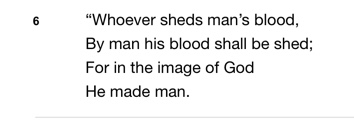 6 “Whoever sheds man’s blood,
By man his blood shall be shed;
For in the image of God
He made man.